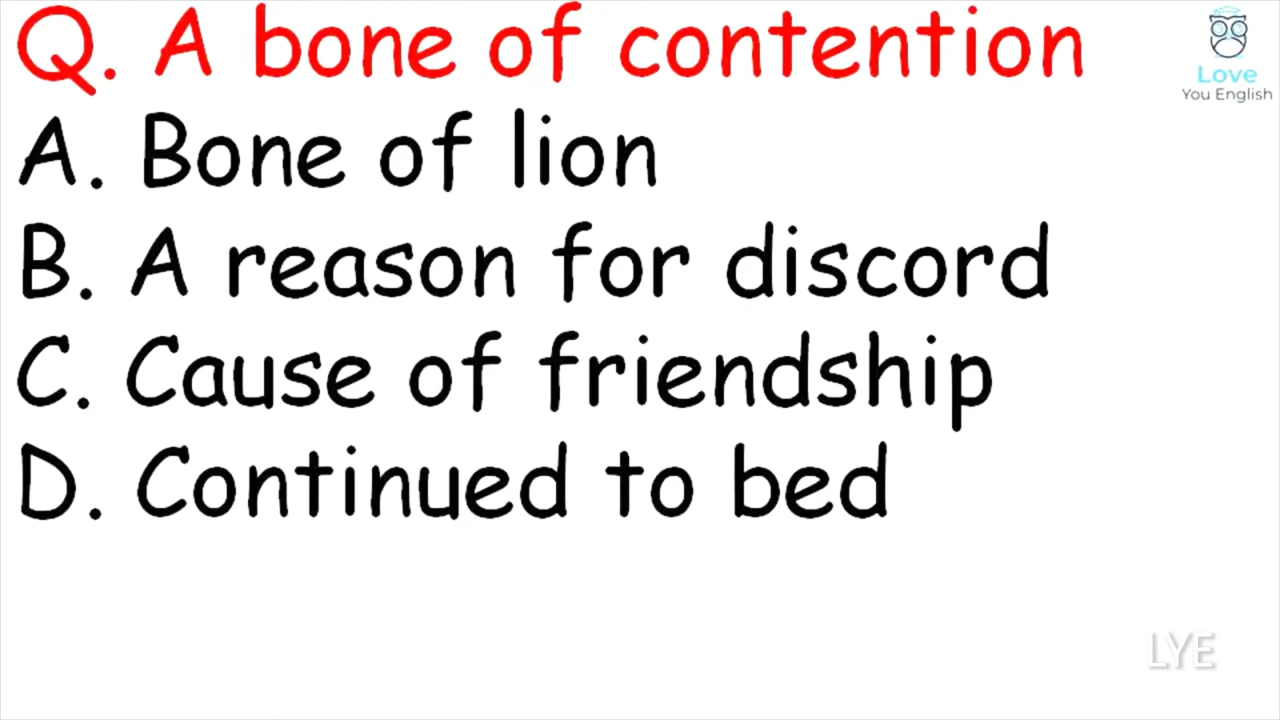 Q. A bone of contention
Love
You English
A. Bone of lion
B. A reason for discord
C. Cause of friendship
D. Continued to bed
LYE